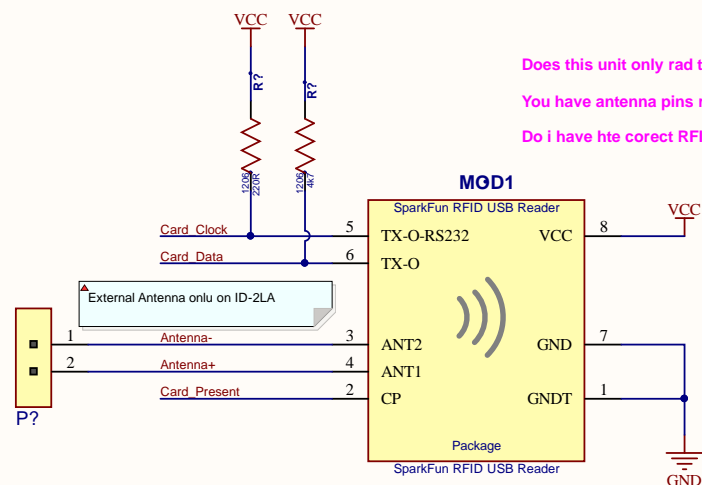 VCC
VCC
R?
R?
1206
220R
1206
4k7
Does this unit only rad t
You have antenna pins r
Do i have hte corect RFI
MOD1
SparkFun RFID USB Reader
Card_Clock
5
TX-O-RS232
VCC
8
VCC
Card_Data
6
TX-O
External Antenna onlu on ID-2LA
1
Antenna-
3
ANT2
GND
7
2
Antenna+
4
ANT1
Card_Present
2
CP
GNDT
1
P?
Package
SparkFun RFID USB Reader
GND